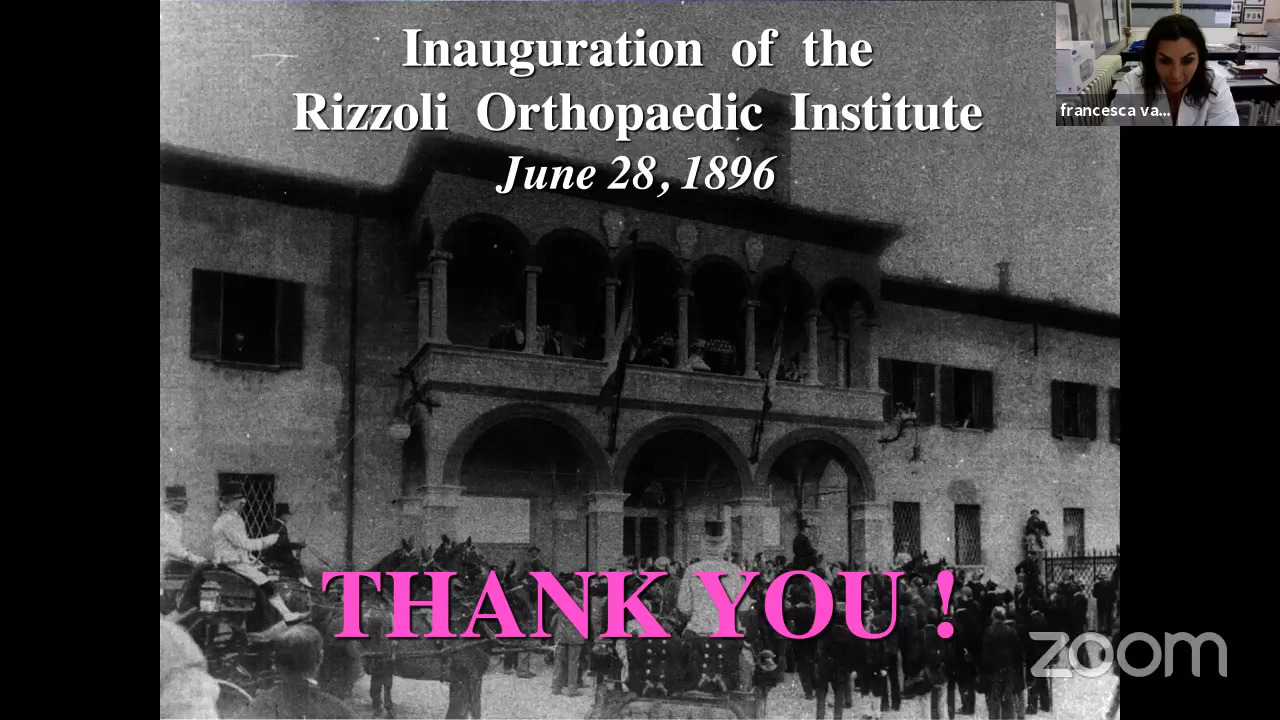 Inauguration of the
Rizzoli Orthopaedic Institute
June 28, 1896
francesca va...
THANK YOU !
zoom